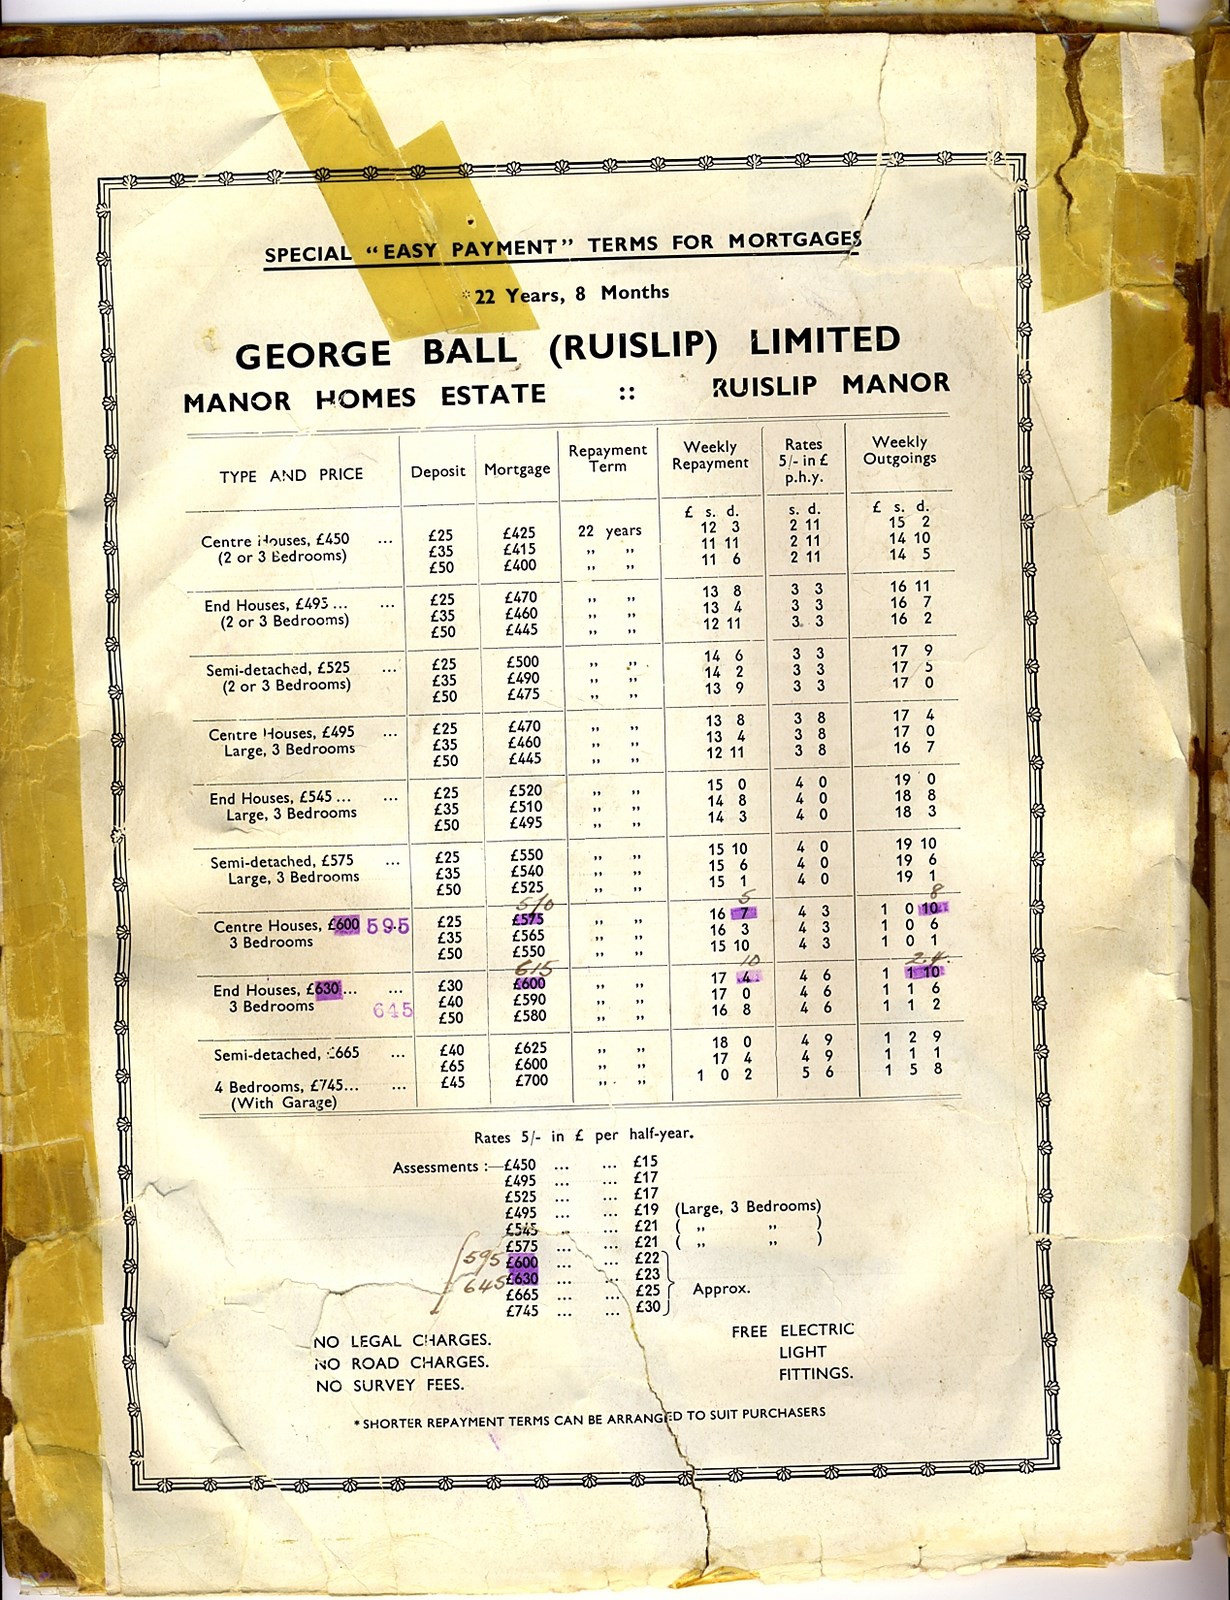 SPECIAL “EASY PAYMENT” TERMS FOR MORTGAGES
*22 Years, 8 Months
GEORGE BALL (RUISLIP) LIMITED
MANOR HOMES ESTATE :: RUISLIP MANOR
TYPE AND PRICE Deposit Mortgage Repayment Term Weekly Repayment Rates 5/- in £ p.h.y. Weekly Outgoings
£ s. d. s. d. £ s. d.
Centre Houses, £450 ... £25 £425 22 years 12 3 2 11 15 2
(2 or 3 Bedrooms) £35 £415 ,, ,, 11 11 2 11 14 10
£50 £400 ,, ,, 11 6 2 11 14 5
End Houses, £495 ... ... £25 £470 ,, ,, 13 8 3 3 16 11
(2 or 3 Bedrooms) £35 £460 ,, ,, 13 4 3 3 16 7
£50 £445 ,, ,, 12 11 3 3 16 2
Semi-detached, £525 ... £25 £500 ,, ,, 14 6 3 3 17 9
(2 or 3 Bedrooms) £35 £490 ,, ,, 14 2 3 3 17 5
£50 £475 ,, ,, 13 9 3 3 17 0
Centre Houses, £495 ... £25 £470 ,, ,, 13 8 3 8 17 4
Large, 3 Bedrooms £35 £460 ,, ,, 13 4 3 8 17 0
£50 £445 ,, ,, 12 11 3 8 16 7
End Houses, £545 ... ... £25 £520 ,, ,, 15 0 4 0 19 0
Large, 3 Bedrooms £35 £510 ,, ,, 14 8 4 0 18 8
£50 £495 ,, ,, 14 3 4 0 18 3
Semi-detached, £575 ... £25 £550 ,, ,, 15 10 4 0 19 10
Large, 3 Bedrooms £35 £540 ,, ,, 15 6 4 0 19 6
£50 £525 ,, ,, 15 1 4 0 19 1
570 5 8
Centre Houses, £600 595 £25 £575 ,, ,, 16 7 4 3 1 0 10
3 Bedrooms £35 £565 ,, ,, 16 3 4 3 1 0 6
£50 £550 ,, ,, 15 10 4 3 1 0 1
615 10 2.4.
End Houses, £630 ... ... £30 £600 ,, ,, 17 4 4 6 1 1 10
3 Bedrooms 645 £40 £590 ,, ,, 17 0 4 6 1 1 6
£50 £580 ,, ,, 16 8 4 6 1 1 2
Semi-detached, £665 ... £40 £625 ,, ,, 18 0 4 9 1 2 9
£65 £600 ,, ,, 17 4 4 9 1 1 1
4 Bedrooms, £745... ... £45 £700 ,, ,, 1 0 2 5 6 1 5 8
(With Garage)
Rates 5/- in £ per half-year.
Assessments :—£450 ... ... £15
£495 ... ... £17
£525 ... ... £17
£495 ... ... £19 (Large, 3 Bedrooms)
£545 ... ... £21 ( ,, ,, )
£575 ... ... £21 ( ,, ,, )
595 £600 ... ... £22
645 £630 ... ... £23
£665 ... ... £25 Approx.
£745 ... ... £30
NO LEGAL CHARGES. FREE ELECTRIC
NO ROAD CHARGES. LIGHT
NO SURVEY FEES. FITTINGS.
*SHORTER REPAYMENT TERMS CAN BE ARRANGED TO SUIT PURCHASERS